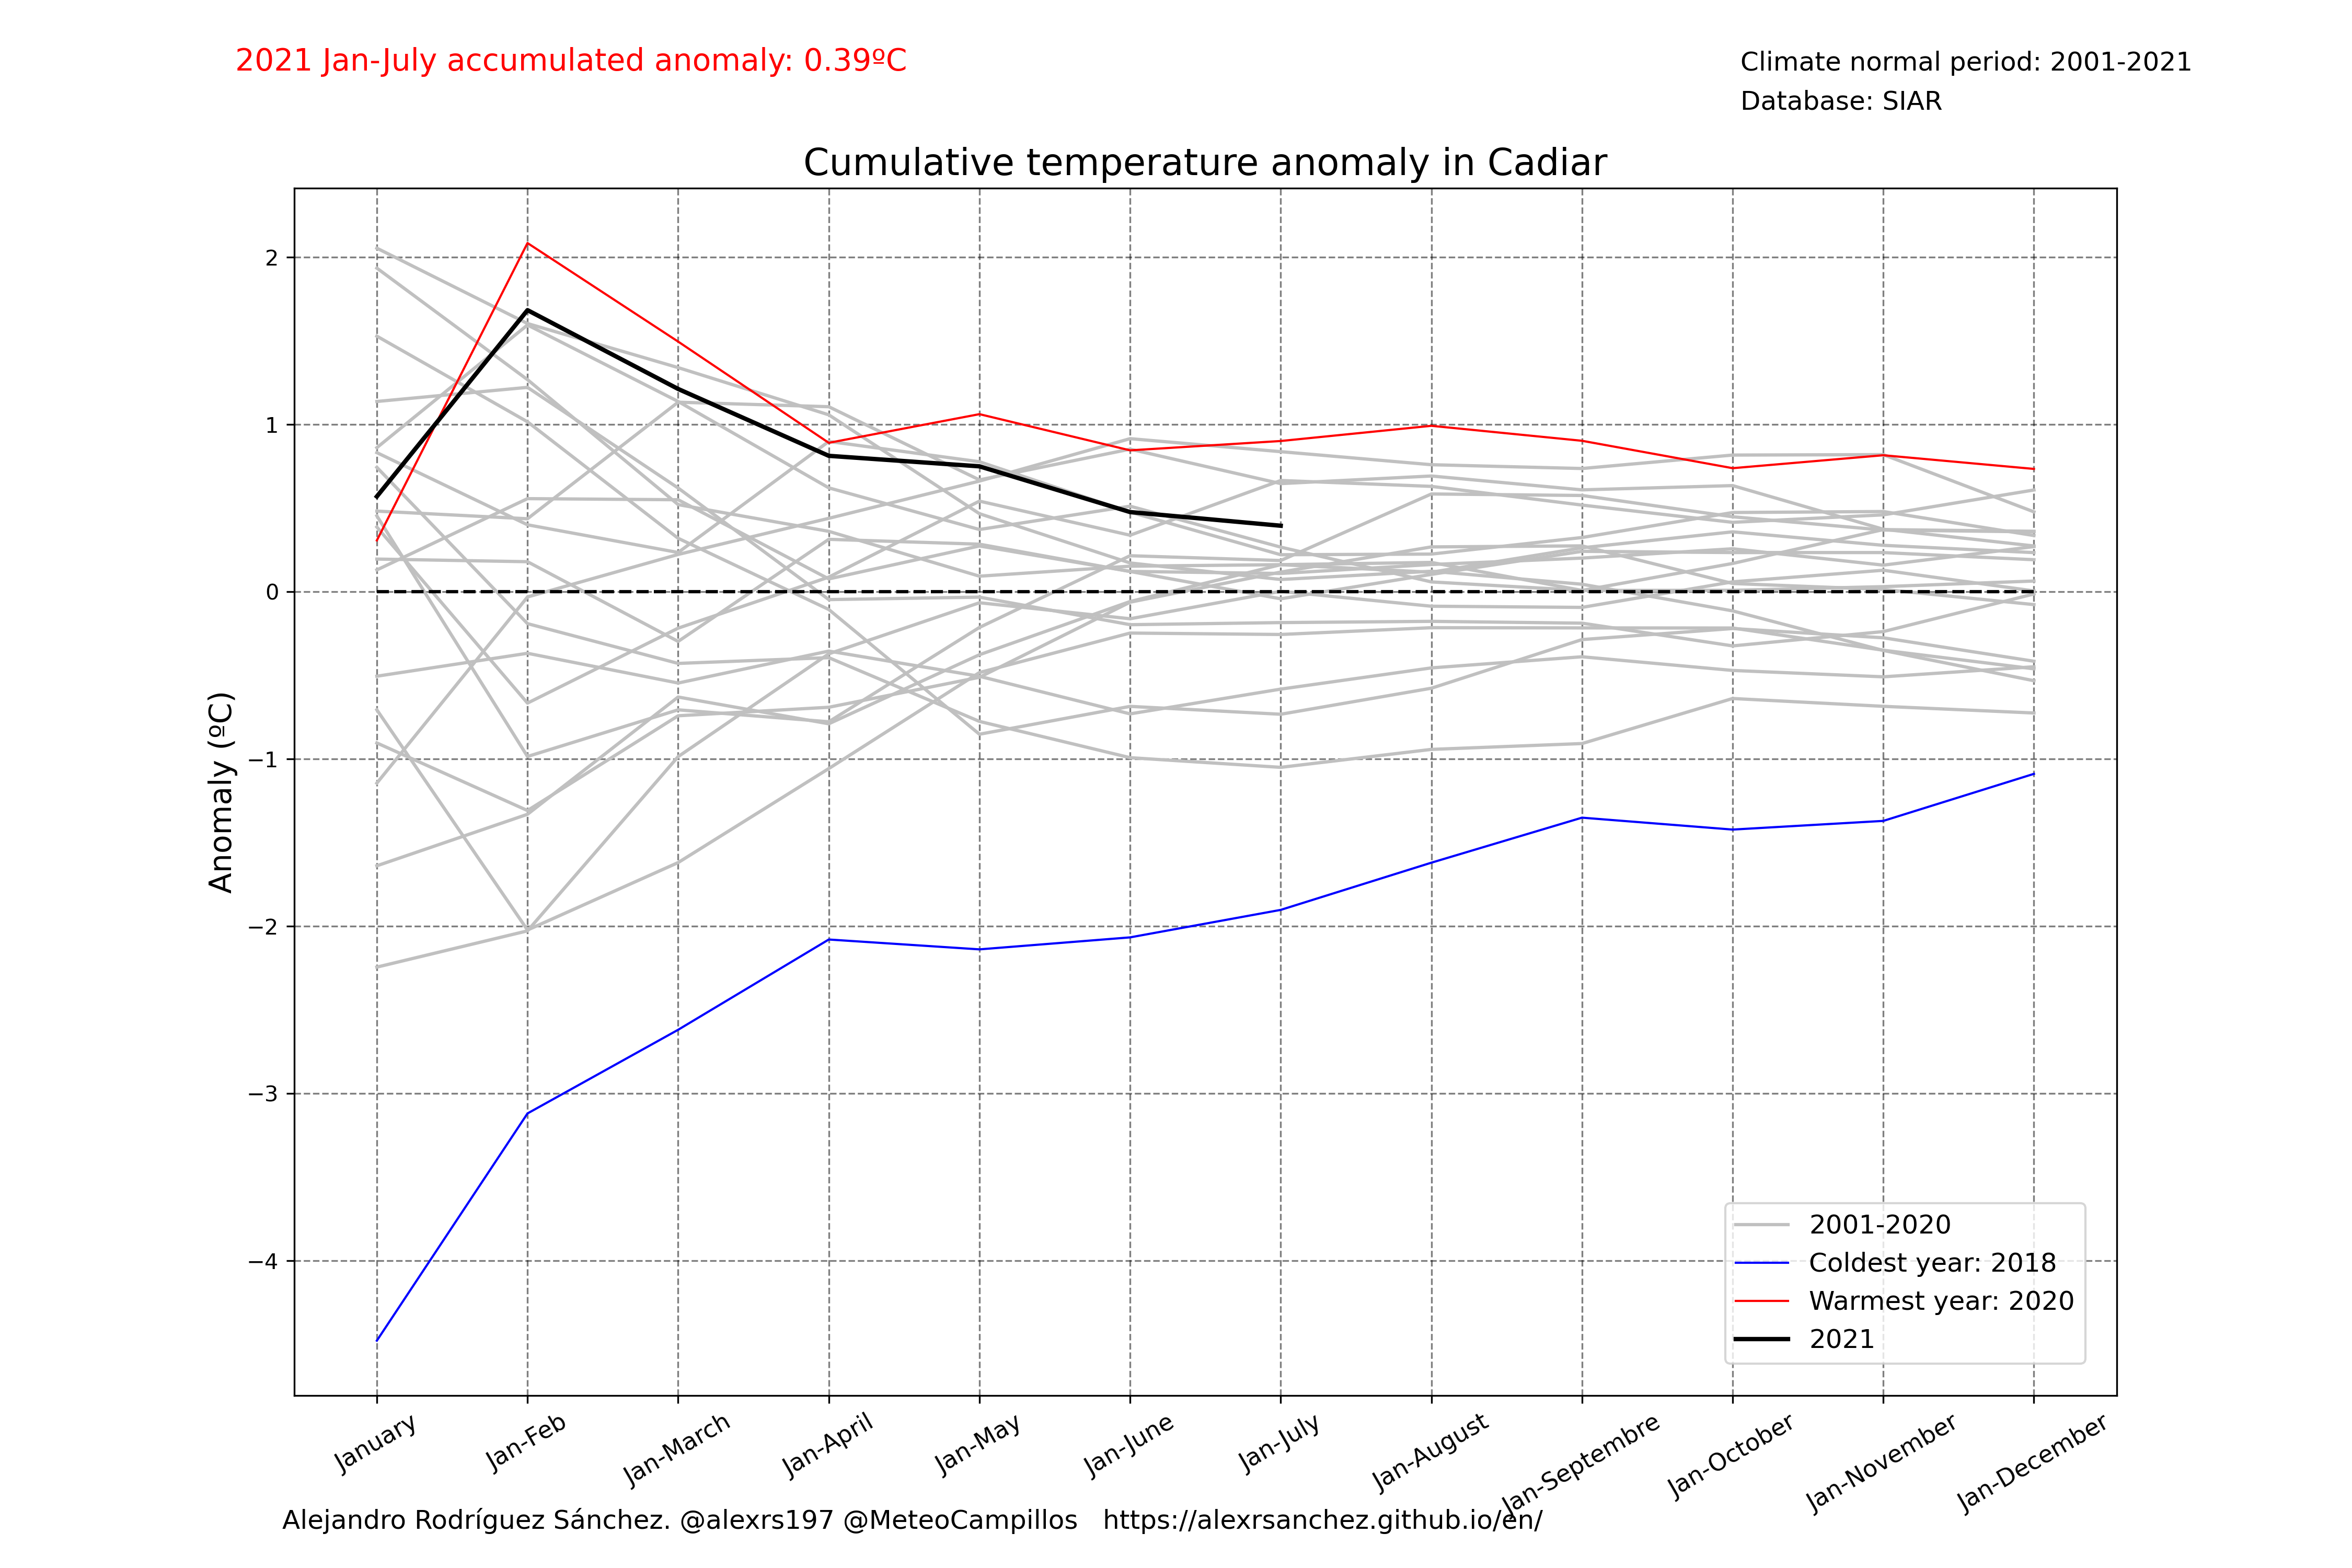 2021 Jan-July accumulated anomaly: 0.39ºC
Climate normal period: 2001-2021
Database: SIAR
Cumulative temperature anomaly in Cadiar
Anomaly (ºC)
2
1
0
−1
−2
−3
−4
2001-2020
Coldest year: 2018
Warmest year: 2020
2021
January
Jan-Feb
Jan-March
Jan-April
Jan-May
Jan-June
Jan-July
Jan-August
Jan-Septembre
Jan-October
Jan-November
Jan-December
Alejandro Rodríguez Sánchez. @alexrs197 @MeteoCampillos   https://alexrsanchez.github.io/en/